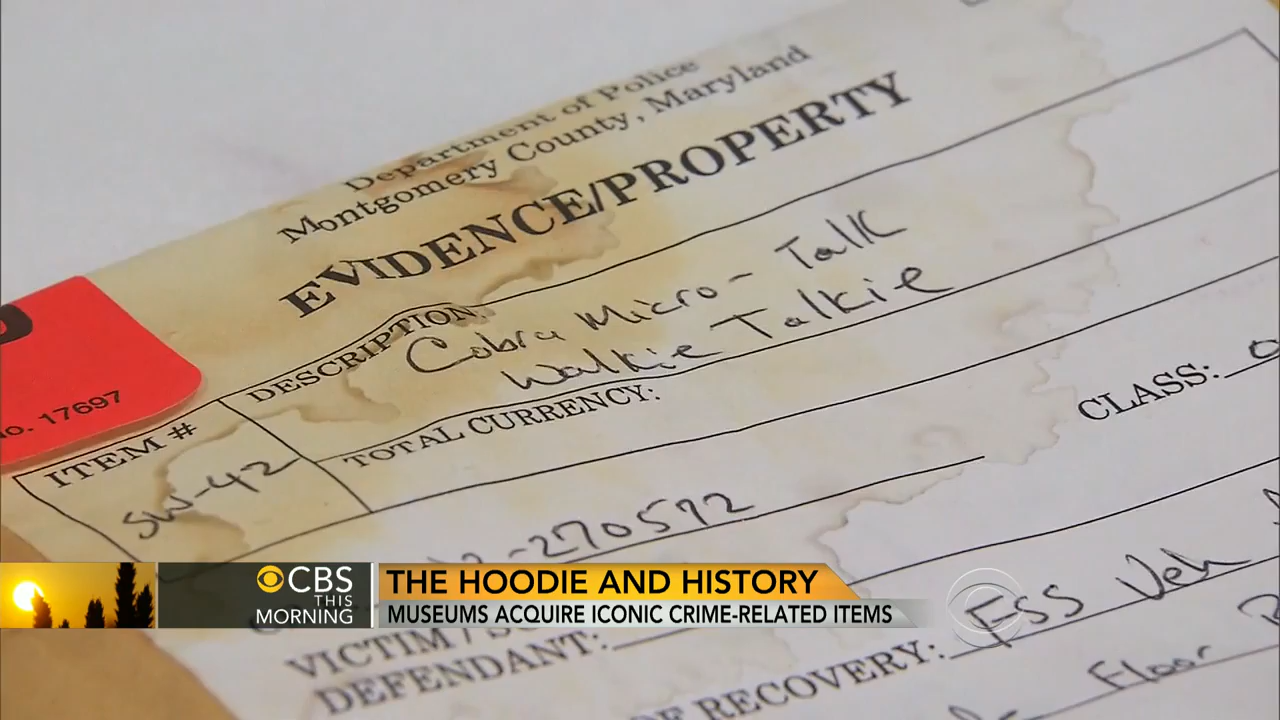 Department of Police
Montgomery County, Maryland
EVIDENCE/PROPERTY
DESCRIPTION:
Cobra Micro-Talk
Walkie Talkie
No. 17697
ITEM #
SW-42
TOTAL CURRENCY:
CLASS:
-270572
VICTIM /
DEFENDANT:
OF RECOVERY: FSS Veh
Floor
CBS
THIS
MORNING
THE HOODIE AND HISTORY
MUSEUMS ACQUIRE ICONIC CRIME-RELATED ITEMS